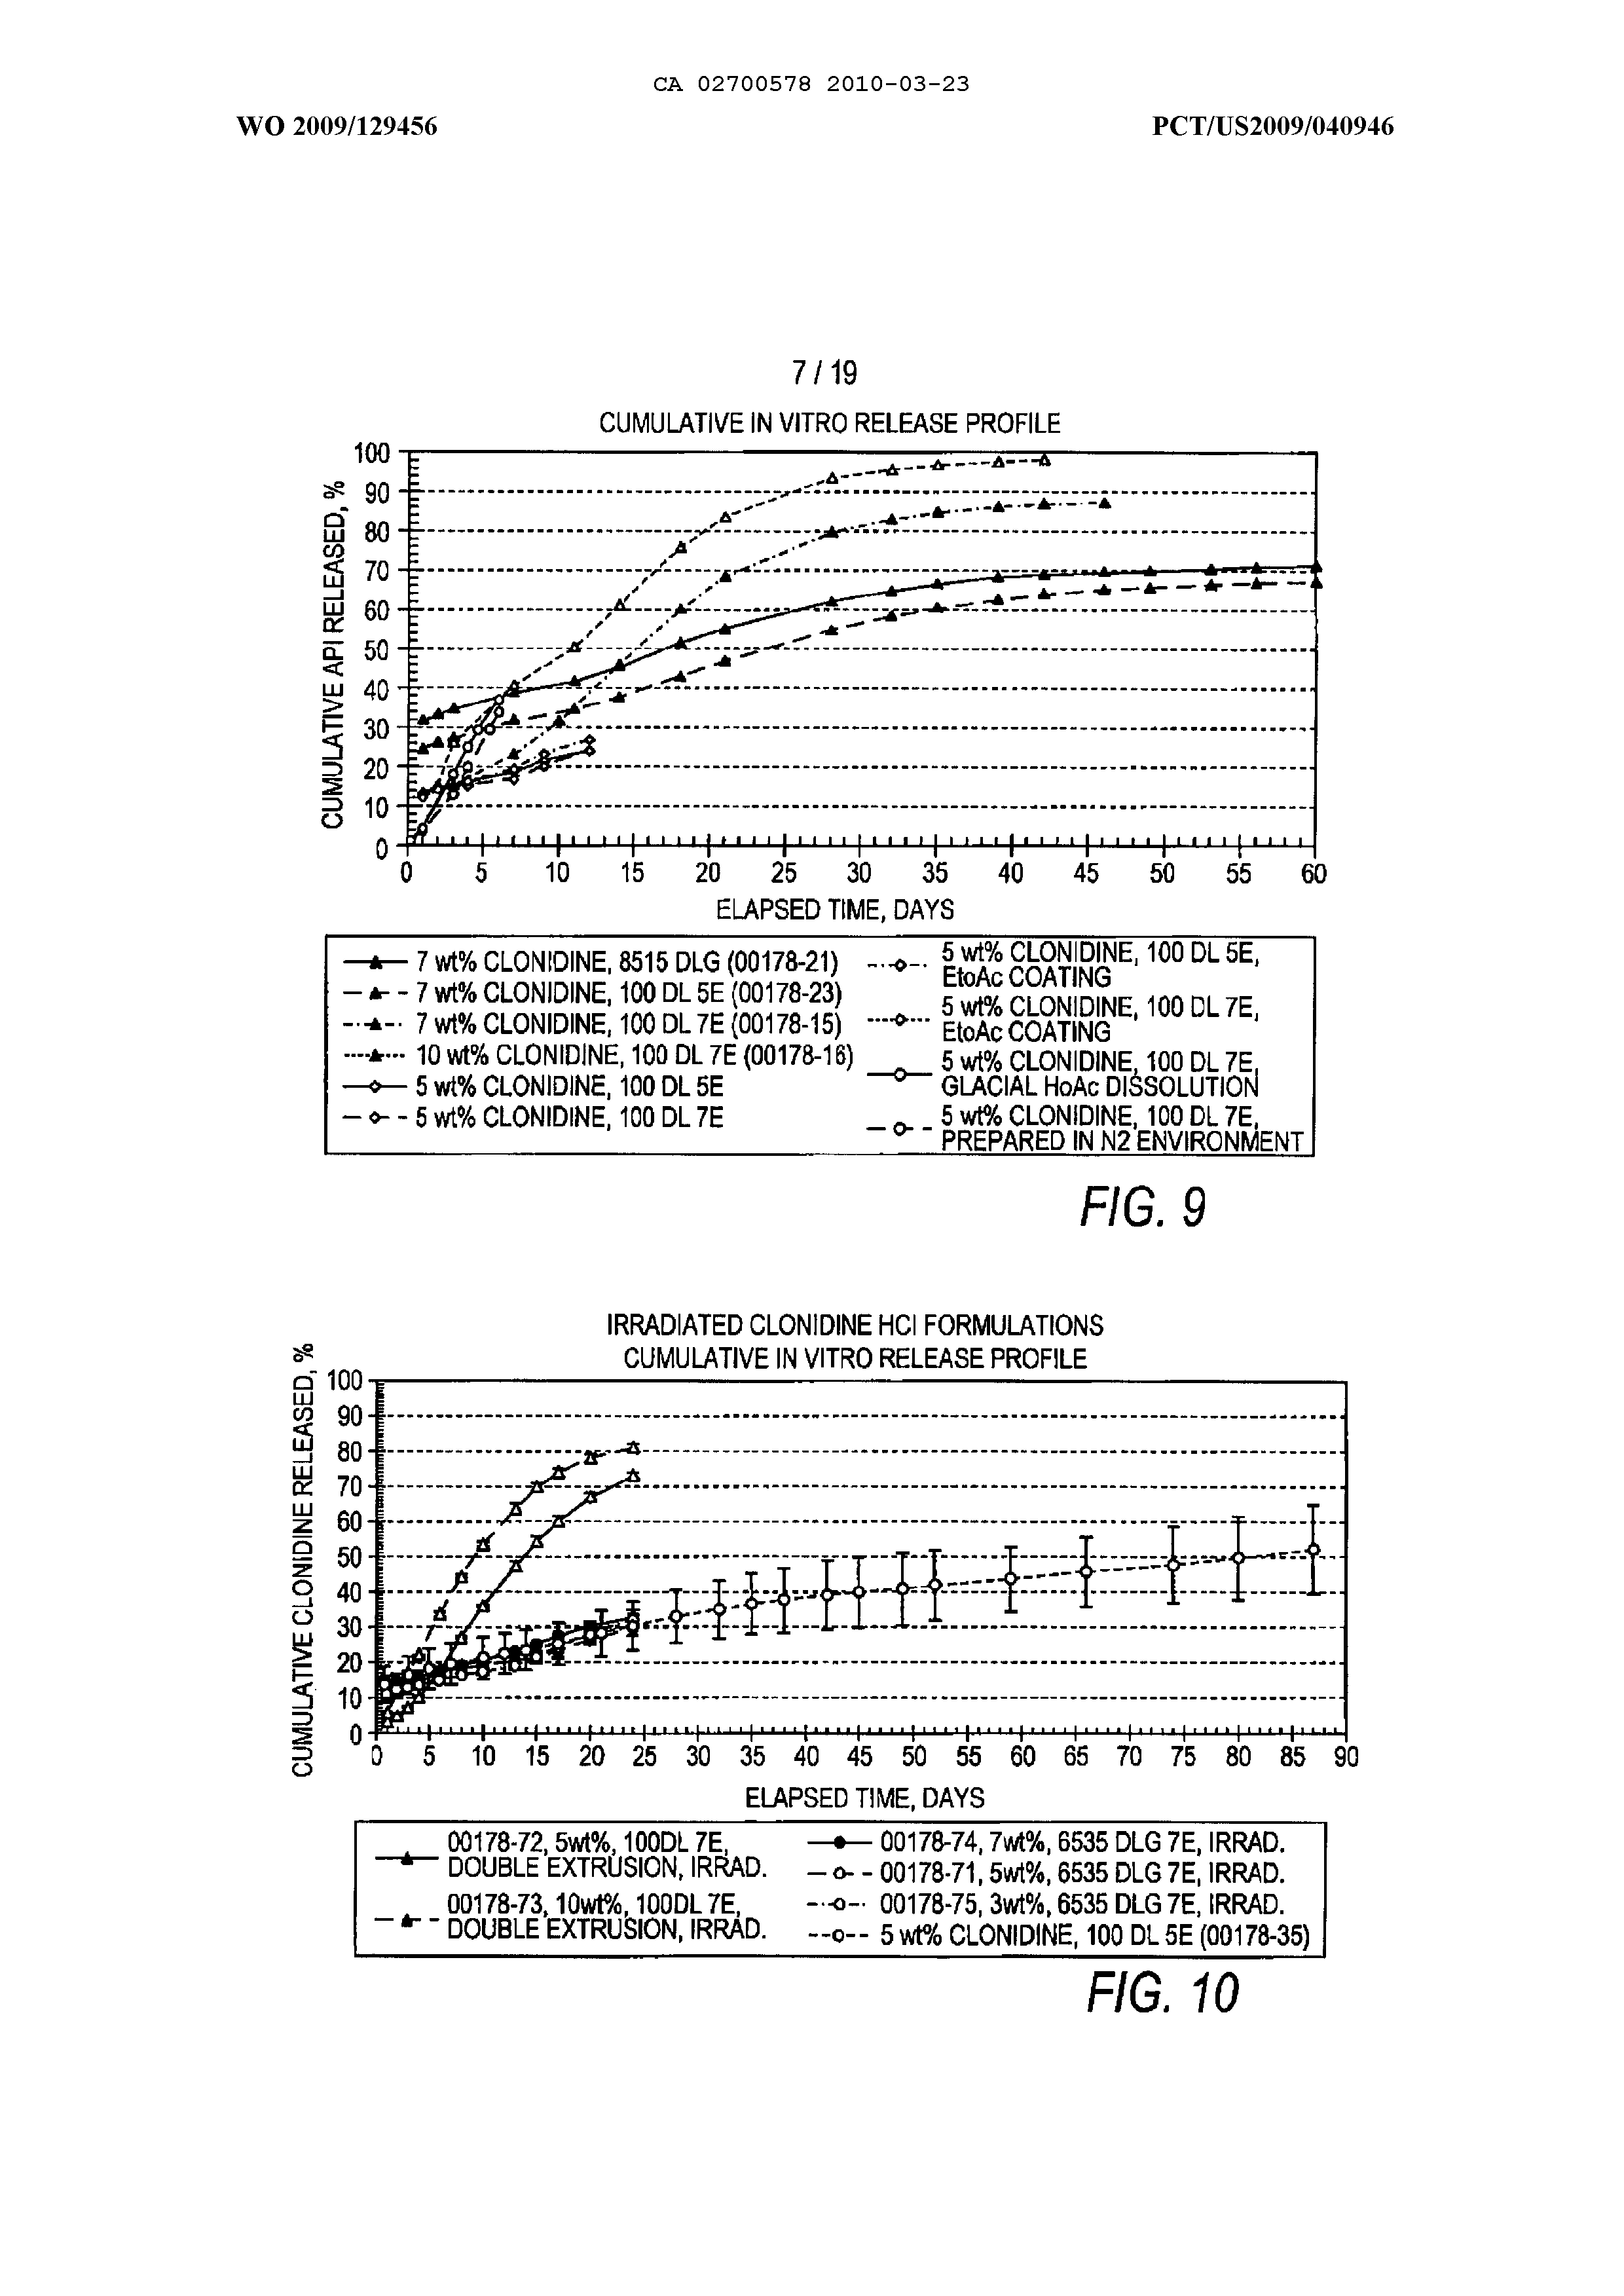 CA 02700578 2010-03-23
WO 2009/129456
PCT/US2009/040946
7 / 19
CUMULATIVE IN VITRO RELEASE PROFILE
CUMULATIVE API RELEASED, %
100
90
80
70
60
50
40
30
20
10
0
0 5 10 15 20 25 30 35 40 45 50 55 60
ELAPSED TIME, DAYS
7 wt% CLONIDINE, 8515 DLG (00178-21)
7 wt% CLONIDINE, 100 DL 5E (00178-23)
7 wt% CLONIDINE, 100 DL 7E (00178-15)
10 wt% CLONIDINE, 100 DL 7E (00178-16)
5 wt% CLONIDINE, 100 DL 5E
5 wt% CLONIDINE, 100 DL 7E
5 wt% CLONIDINE, 100 DL 5E,
EtoAc COATING
5 wt% CLONIDINE, 100 DL 7E,
EtoAc COATING
5 wt% CLONIDINE, 100 DL 7E,
GLACIAL HoAc DISSOLUTION
5 wt% CLONIDINE, 100 DL 7E,
PREPARED IN N2 ENVIRONMENT
FIG. 9
IRRADIATED CLONIDINE HCl FORMULATIONS
CUMULATIVE IN VITRO RELEASE PROFILE
CUMULATIVE CLONIDINE RELEASED, %
100
90
80
70
60
50
40
30
20
10
0
0 5 10 15 20 25 30 35 40 45 50 55 60 65 70 75 80 85 90
ELAPSED TIME, DAYS
00178-72, 5wt%, 100DL 7E,
DOUBLE EXTRUSION, IRRAD.
00178-73, 10wt%, 100DL 7E,
DOUBLE EXTRUSION, IRRAD.
00178-74, 7wt%, 6535 DLG 7E, IRRAD.
00178-71, 5wt%, 6535 DLG 7E, IRRAD.
00178-75, 3wt%, 6535 DLG 7E, IRRAD.
5 wt% CLONIDINE, 100 DL 5E (00178-35)
FIG. 10